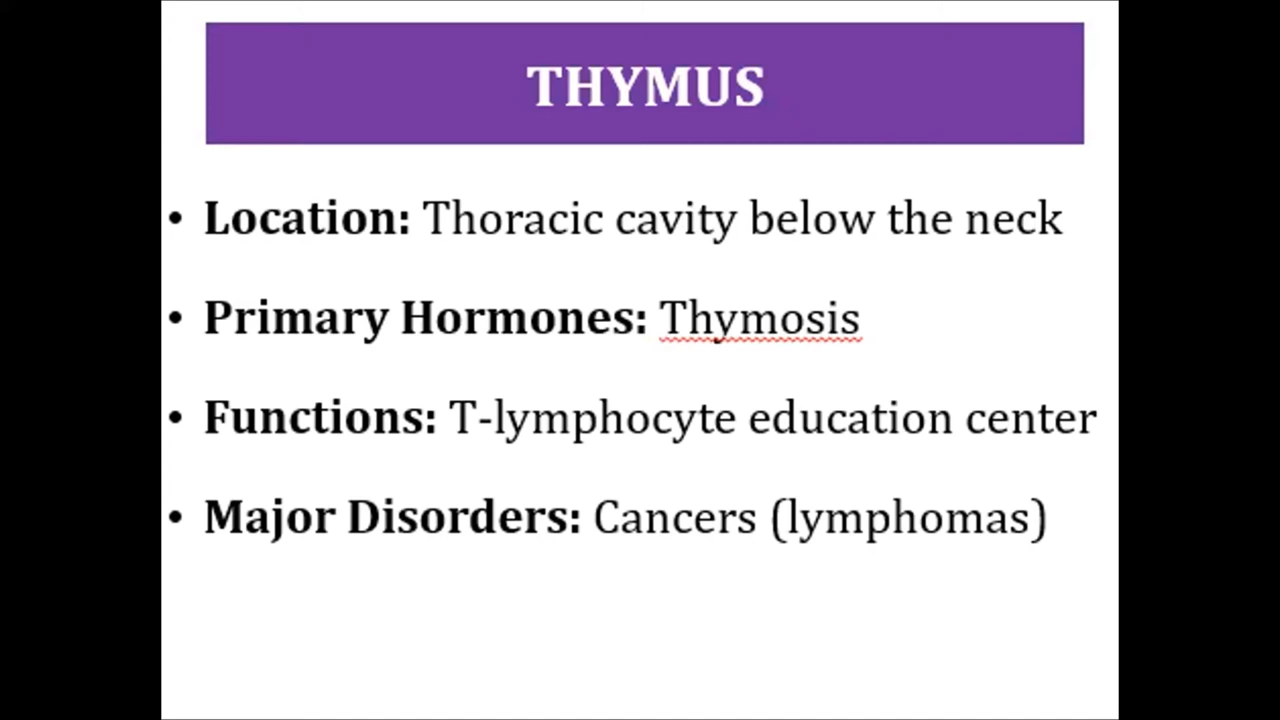 THYMUS
• Location: Thoracic cavity below the neck
• Primary Hormones: Thymosis
• Functions: T-lymphocyte education center
• Major Disorders: Cancers (lymphomas)